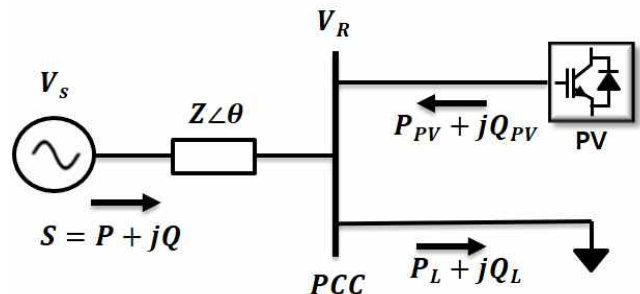 V_R
V_s
Z∠θ
P_PV + jQ_PV
PV
S = P + jQ
P_L + jQ_L
PCC